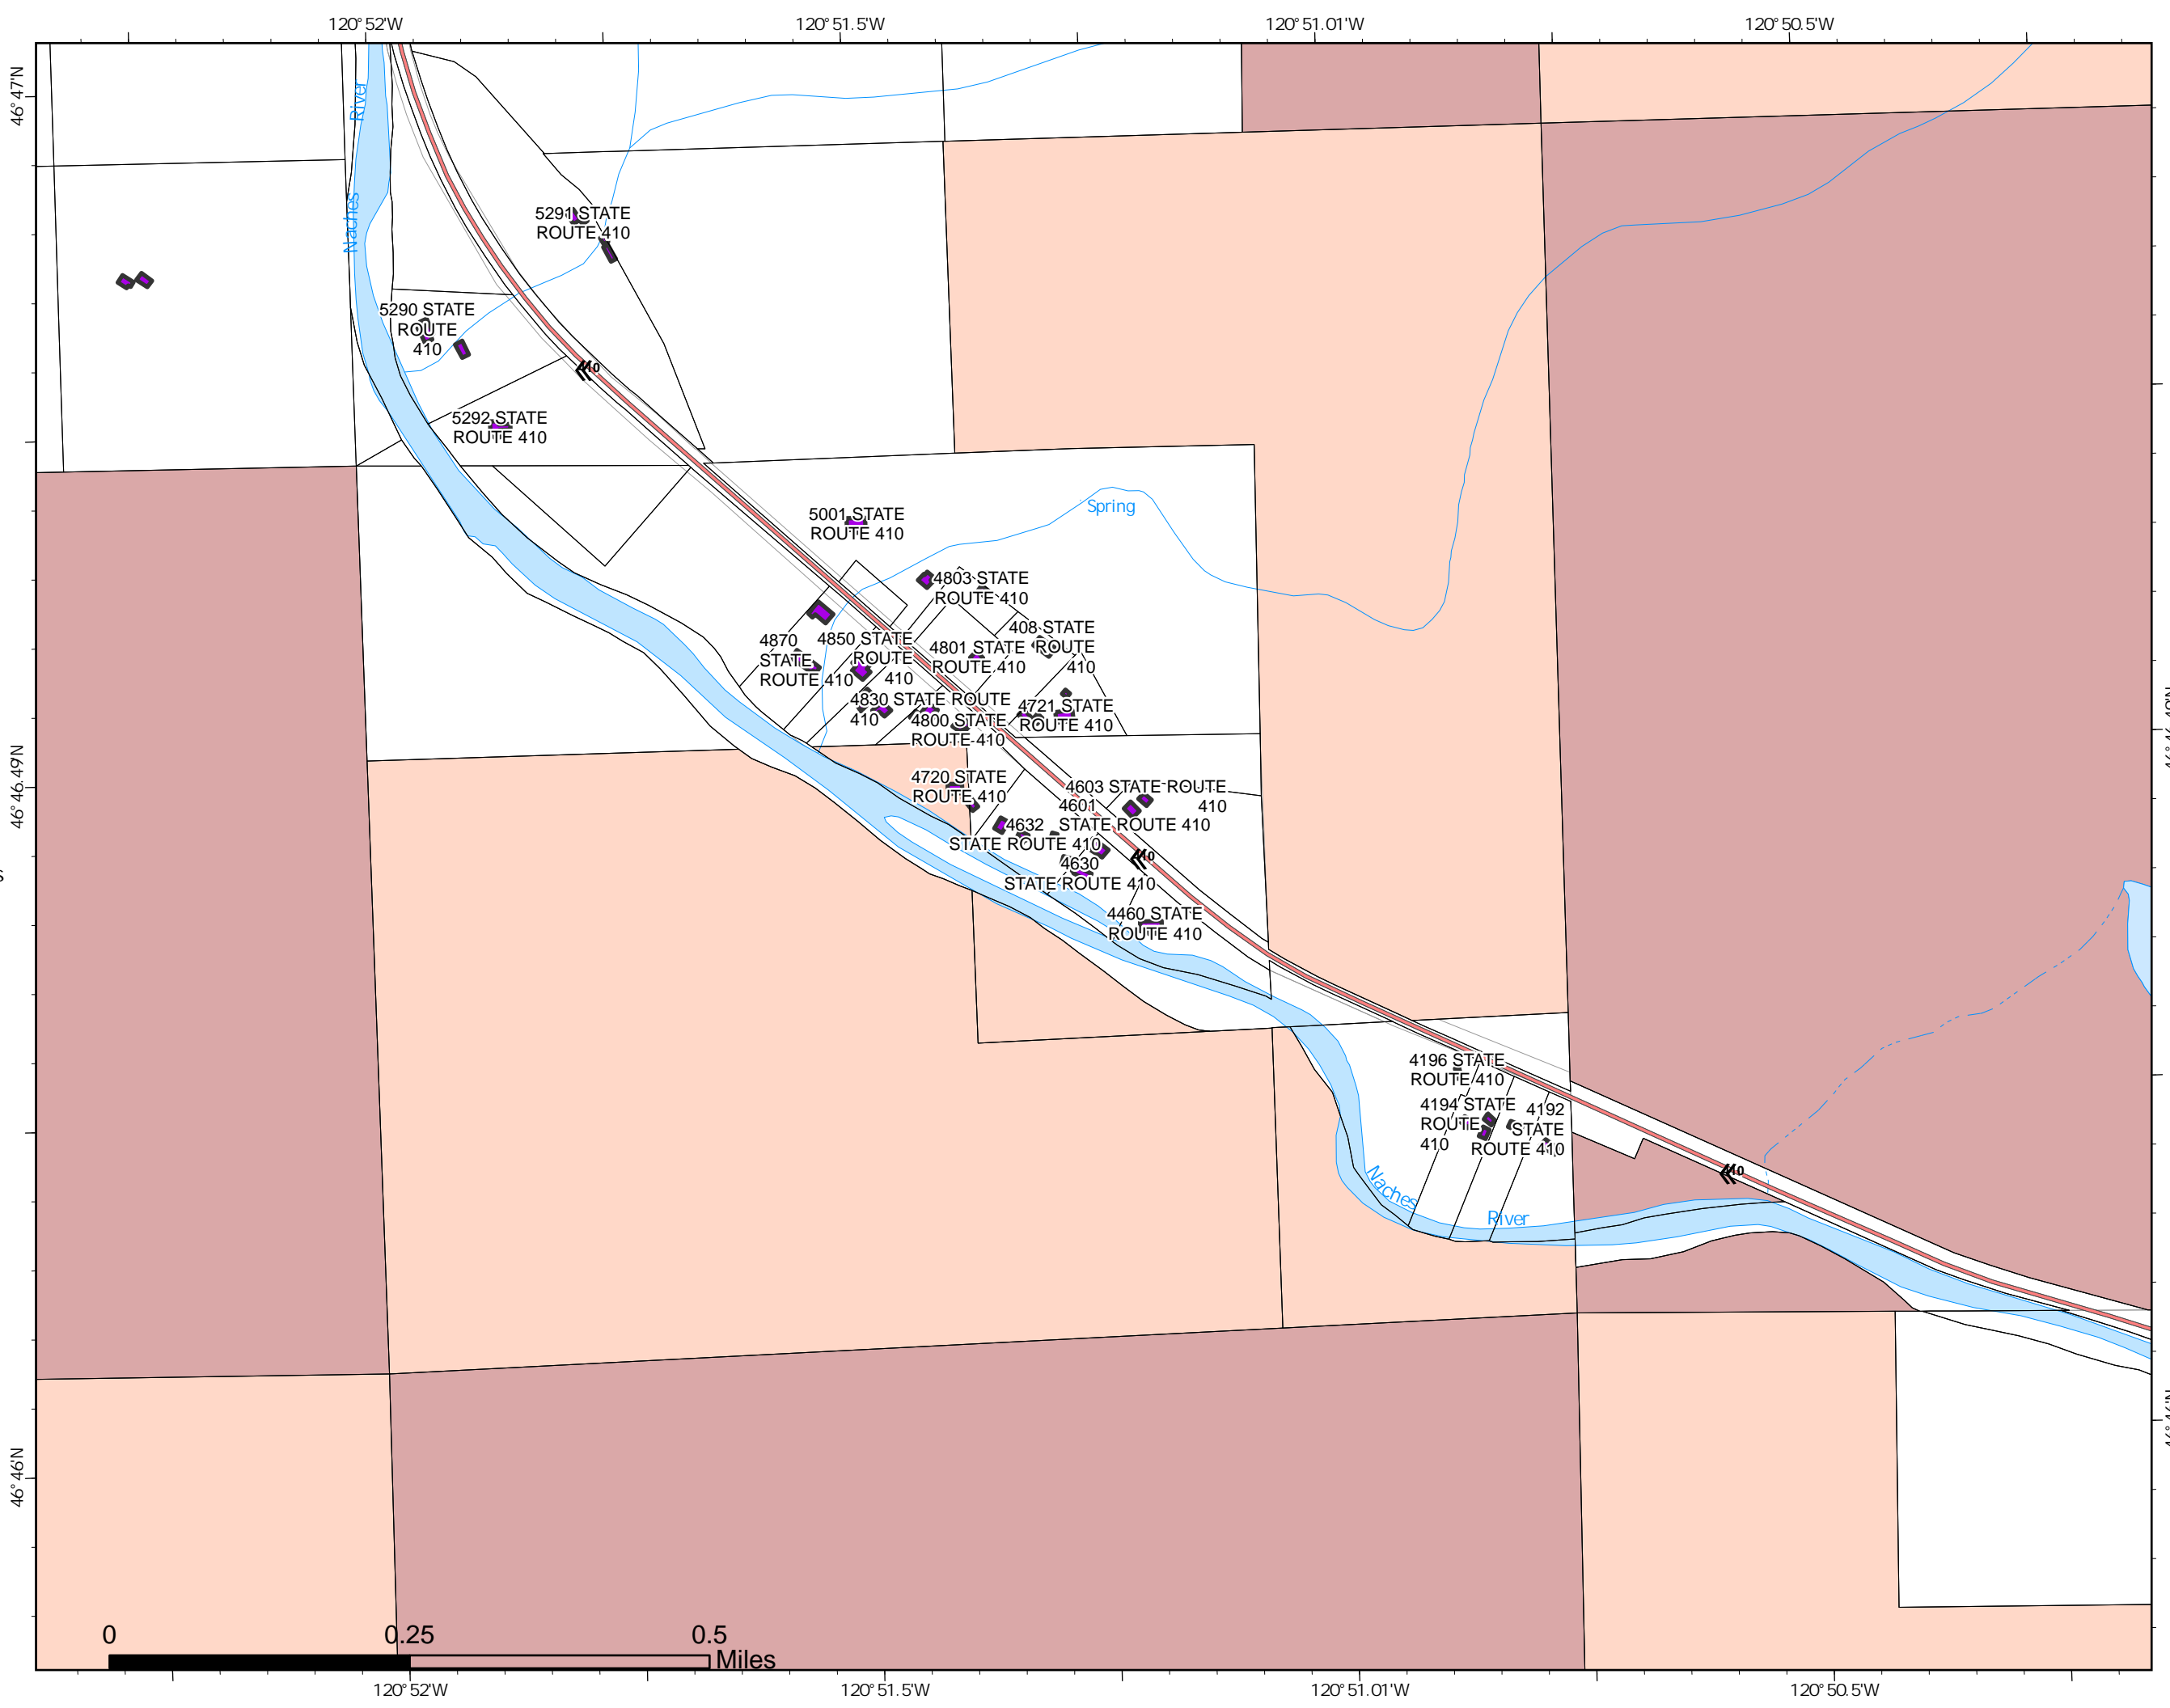 120°52'W
120°51.5'W
120°51.01'W
120°50.5'W
46°47'N
River
Naches
5291 STATE
ROUTE 410
5290 STATE
ROUTE
410
410
5292 STATE
ROUTE 410
Spring
5001 STATE
ROUTE 410
4803 STATE
ROUTE 410
408 STATE
ROUTE
410
4870
STATE
ROUTE 410
4850 STATE
ROUTE
410
4801 STATE
ROUTE 410
4830 STATE ROUTE
410
4800 STATE
ROUTE 410
4721 STATE
ROUTE 410
46°46.49'N
4720 STATE
ROUTE 410
4603 STATE ROUTE
410
4601
STATE ROUTE 410
4632
STATE ROUTE 410
410
4630
STATE ROUTE 410
4460 STATE
ROUTE 410
4196 STATE
ROUTE 410
4194 STATE
ROUTE
410
4192
STATE
ROUTE 410
410
Naches
River
46°46'N
0 0.25 0.5
Miles
120°52'W
120°51.5'W
120°51.01'W
120°50.5'W